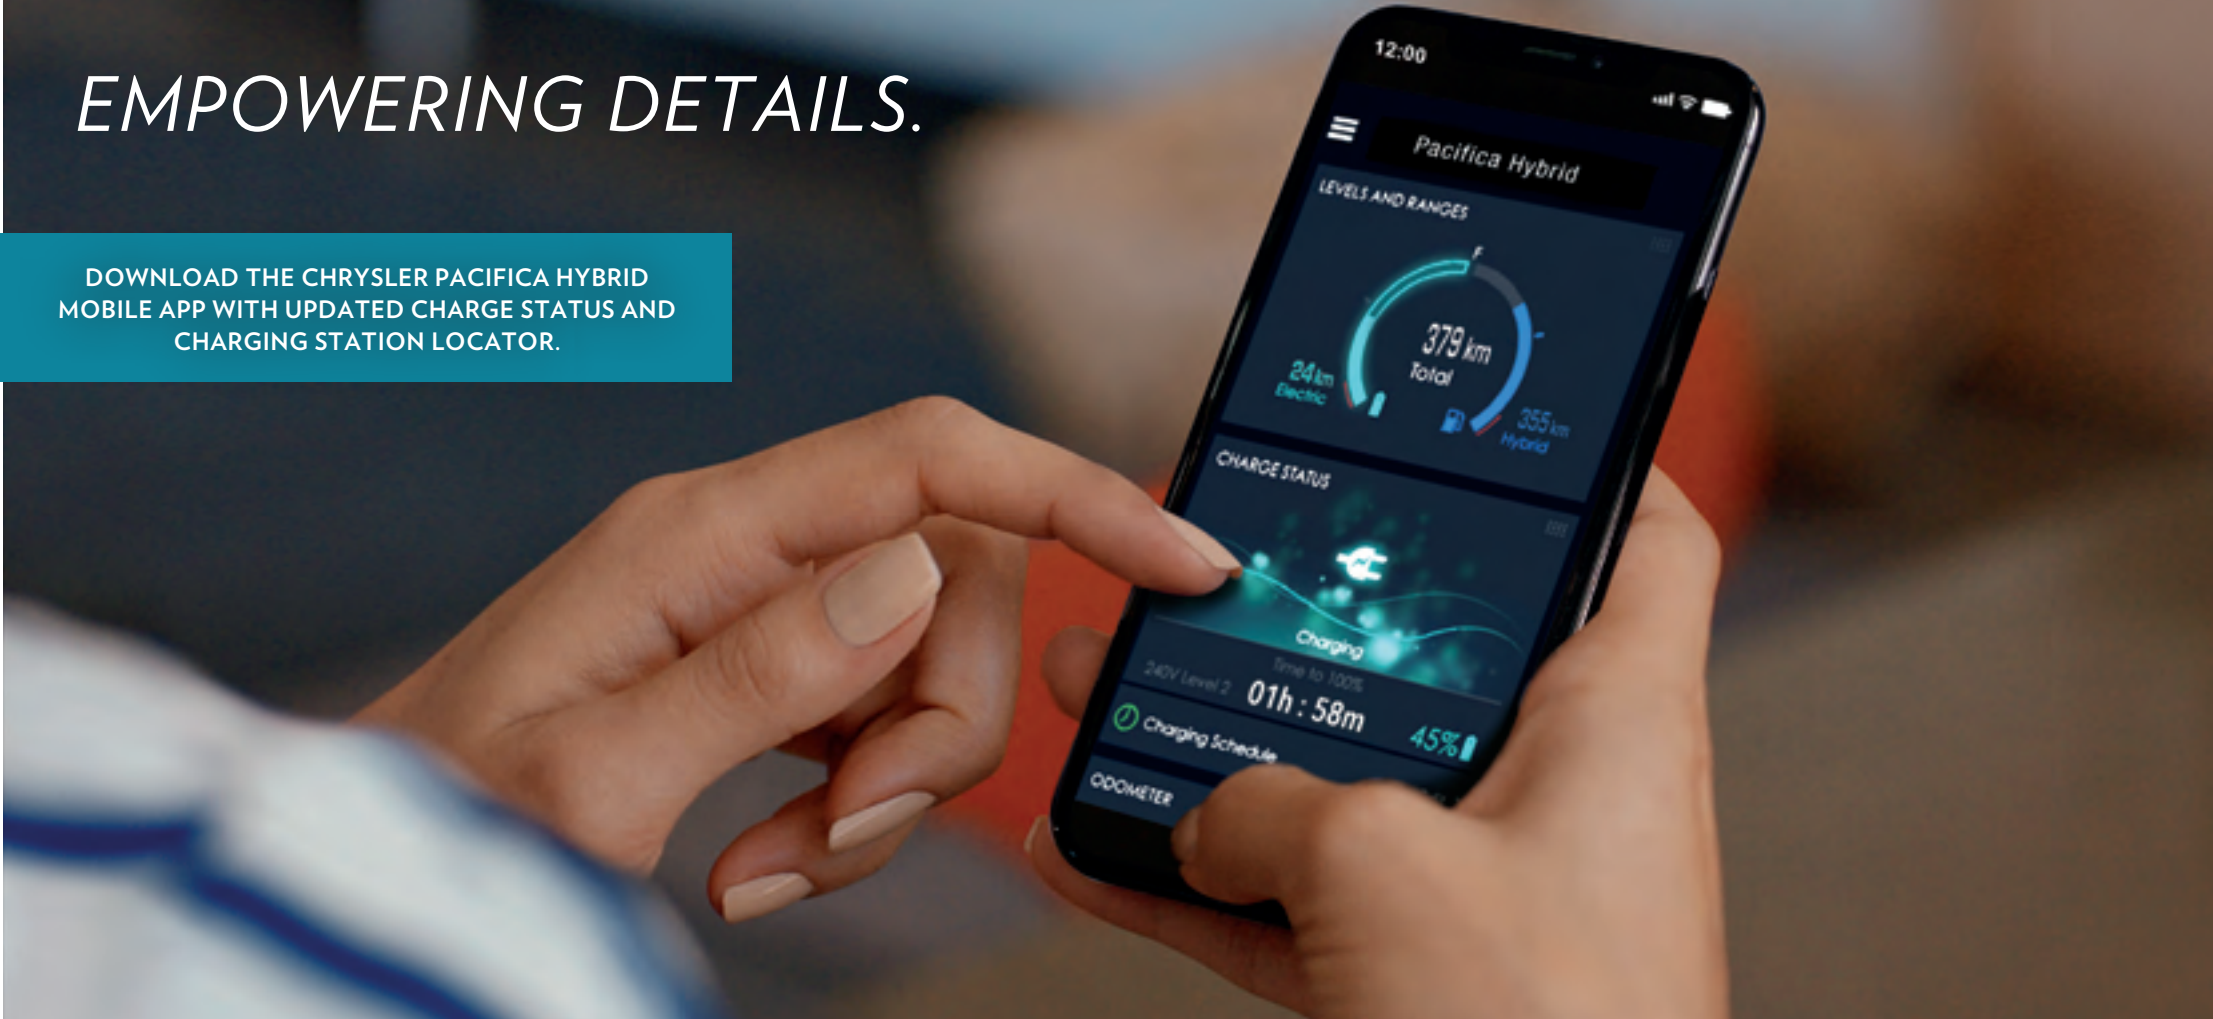 EMPOWERING DETAILS.
DOWNLOAD THE CHRYSLER PACIFICA HYBRID
MOBILE APP WITH UPDATED CHARGE STATUS AND
CHARGING STATION LOCATOR.
12:00
Pacifica Hybrid
LEVELS AND RANGES
F
379 km
Total
24 km
Electric
355 km
Hybrid
CHARGE STATUS
Charging
Time to 100%
240V Level 2
01h : 58m
45%
Charging Schedule
ODOMETER